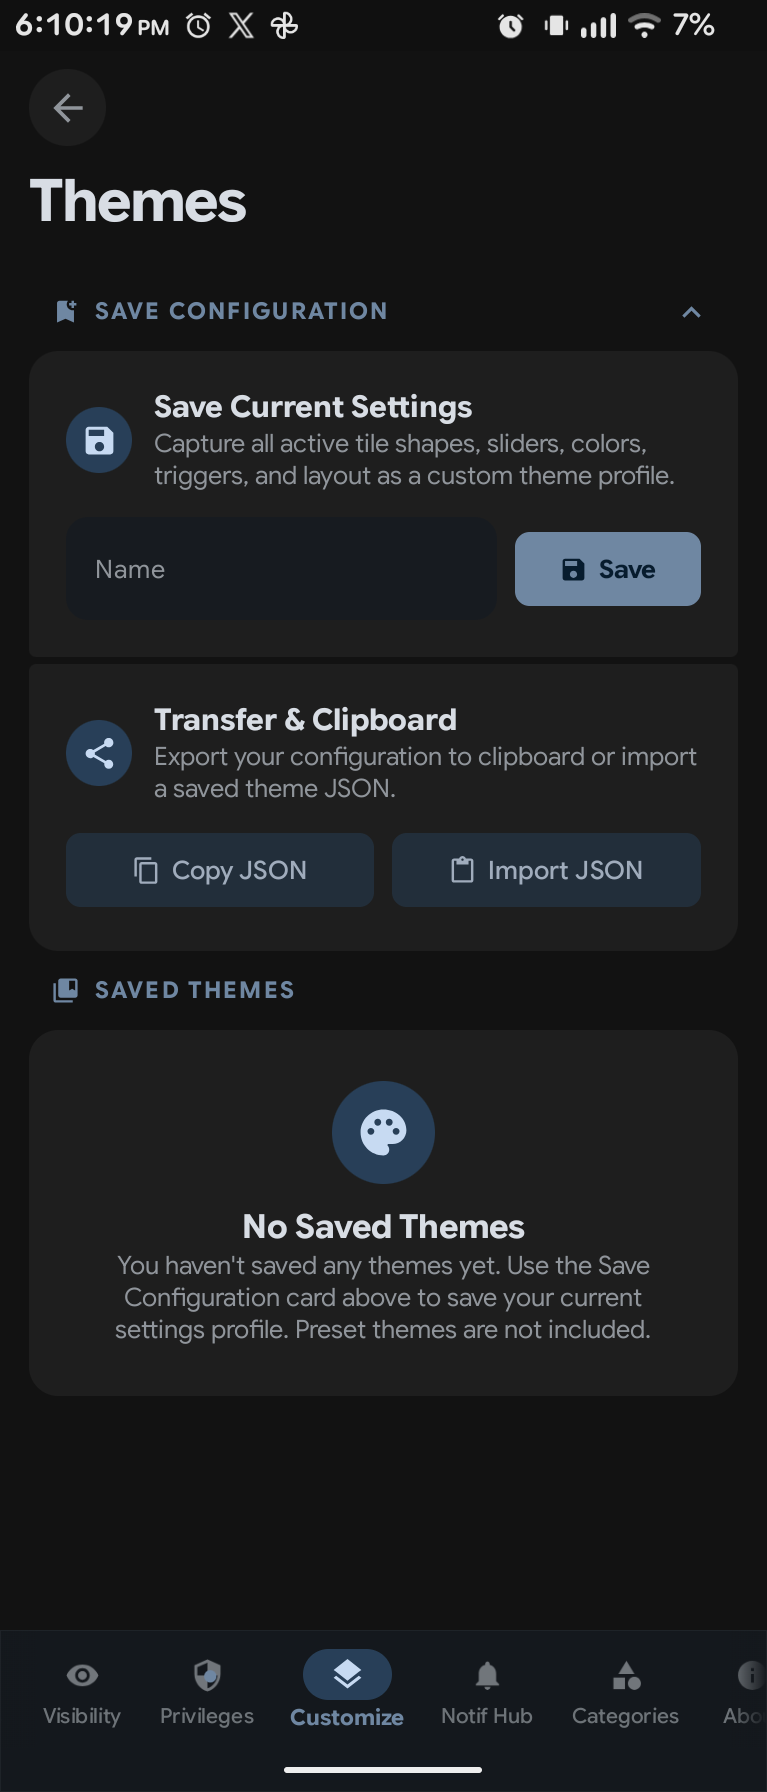 6:10:19 PM 7%
Themes
SAVE CONFIGURATION
Save Current Settings
Capture all active tile shapes, sliders, colors,
triggers, and layout as a custom theme profile.
Name
Save
Transfer & Clipboard
Export your configuration to clipboard or import
a saved theme JSON.
Copy JSON
Import JSON
SAVED THEMES
No Saved Themes
You haven't saved any themes yet. Use the Save
Configuration card above to save your current
settings profile. Preset themes are not included.
Visibility
Privileges
Customize
Notif Hub
Categories
Abo